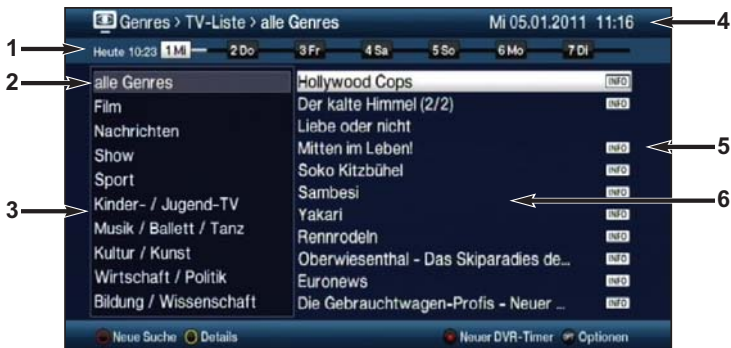 Genres > TV-Liste > alle Genres Mi 05.01.2011 11:16 4
1 Heute 10:23 1 Mi 2 Do 3 Fr 4 Sa 5 So 6 Mo 7 Di
2 alle Genres Hollywood Cops INFO
Film Der kalte Himmel (2/2) INFO
Nachrichten Liebe oder nicht
Show Mitten im Leben! INFO 5
Sport Soko Kitzbühel INFO
3 Kinder- / Jugend-TV Sambesi INFO 6
Musik / Ballett / Tanz Yakari INFO
Kultur / Kunst Rennrodeln INFO
Wirtschaft / Politik Oberwiesenthal - Das Skiparadies de... INFO
Bildung / Wissenschaft Euronews INFO
Die Gebrauchtwagen-Profis - Neuer ... INFO
Neue Suche Details Neuer DVR-Timer Optionen